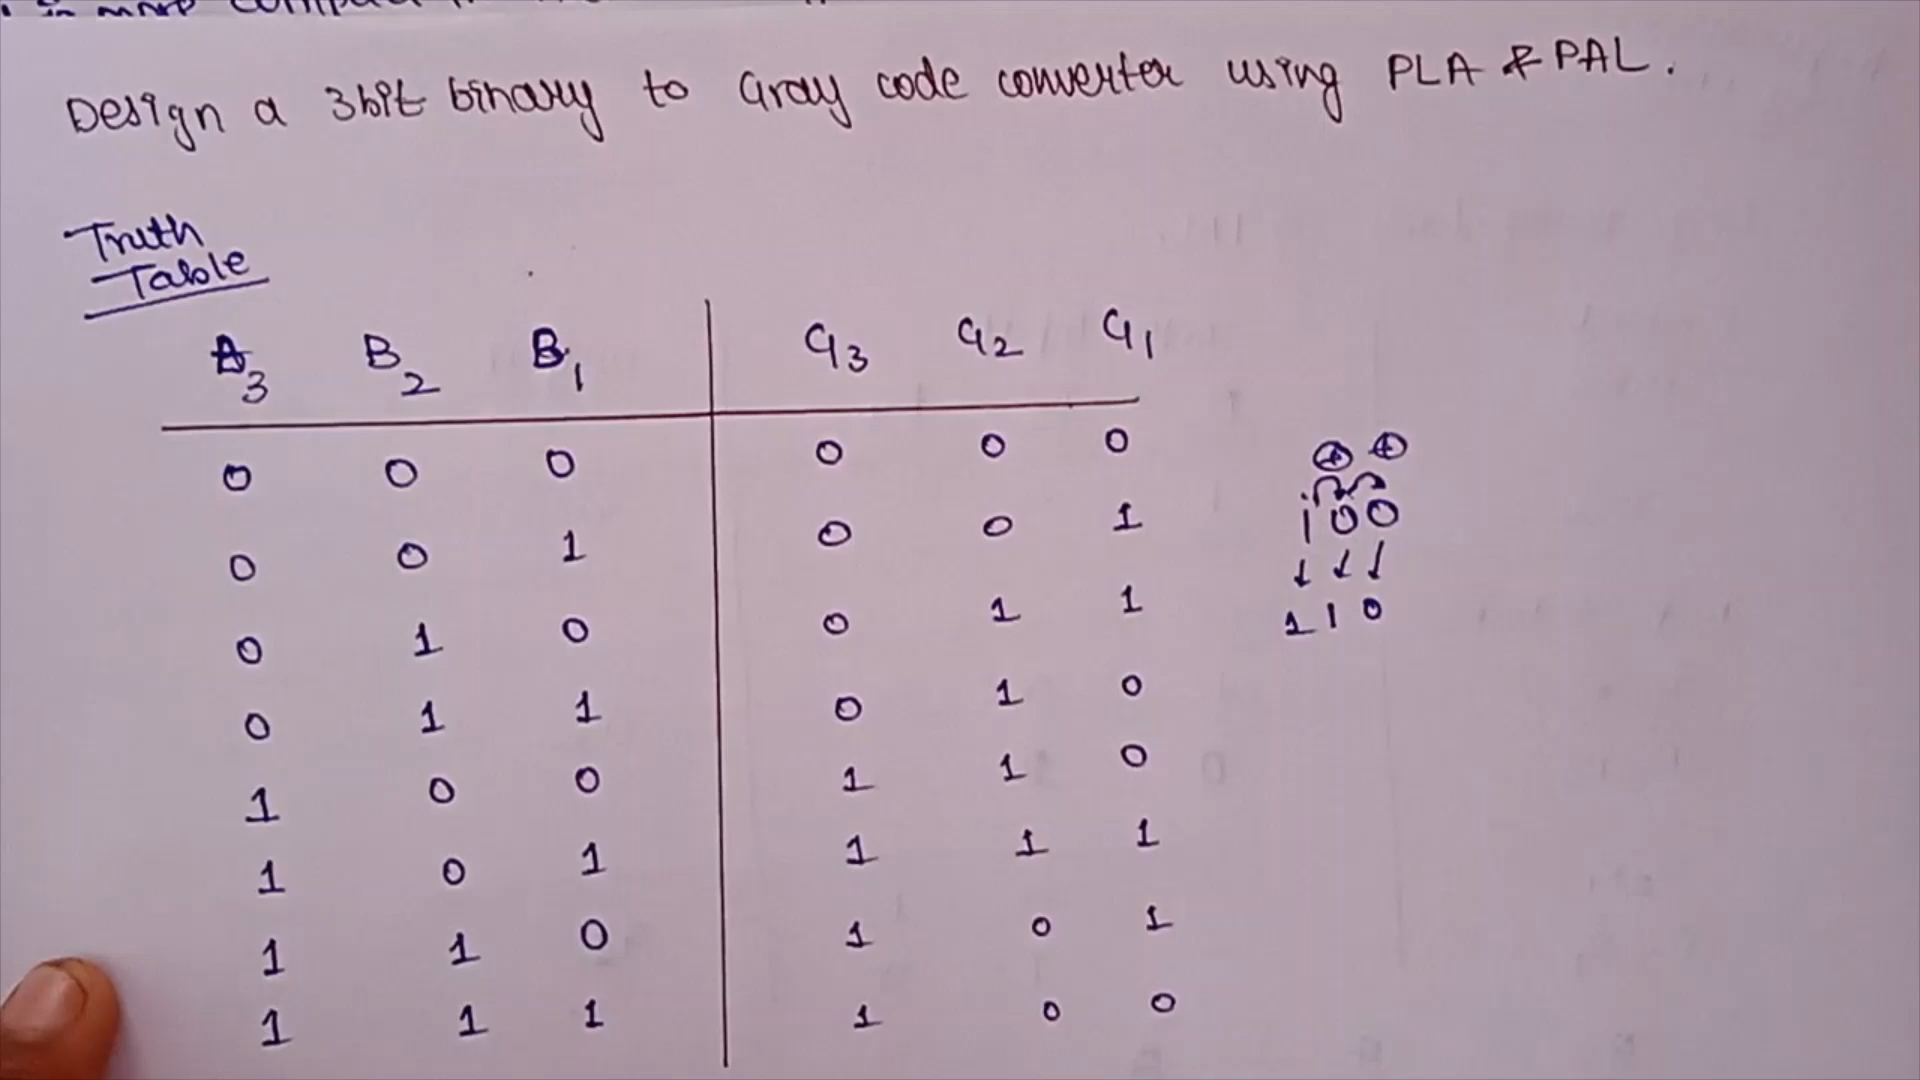 in more
Design a 3bit binary to Gray code converter using PLA & PAL.
Truth
Table
B3 B2 B1 G3 G2 G1
0 0 0 0 0 0
0 0 1 0 0 1
0 1 0 0 1 1
0 1 1 0 1 0
1 0 0 1 1 0
1 0 1 1 1 1
1 1 0 1 0 1
1 1 1 1 0 0
⊕ ⊕
1 0 0
↓ ↓ ↓
1 1 0